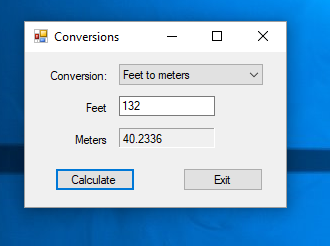 Conversions
Conversion: Feet to meters
Feet 132
Meters 40.2336
Calculate Exit